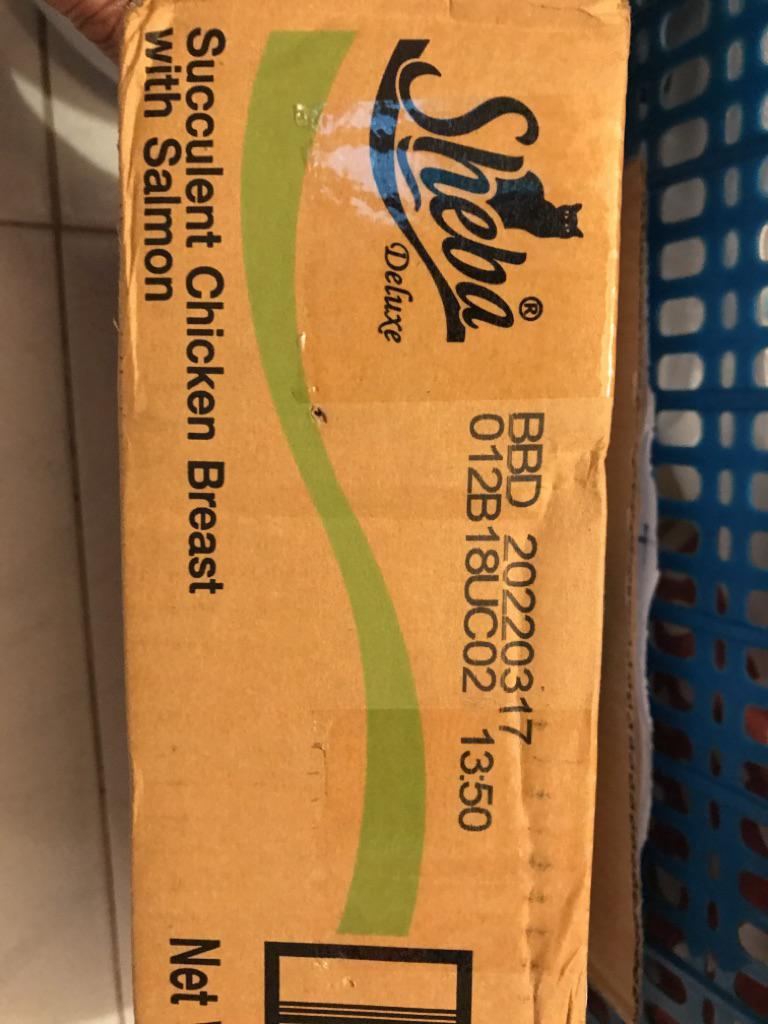 Sheba®
Deluxe
BBD 20220317
012B18UC02 13:50
Succulent Chicken Breast
with Salmon
Net